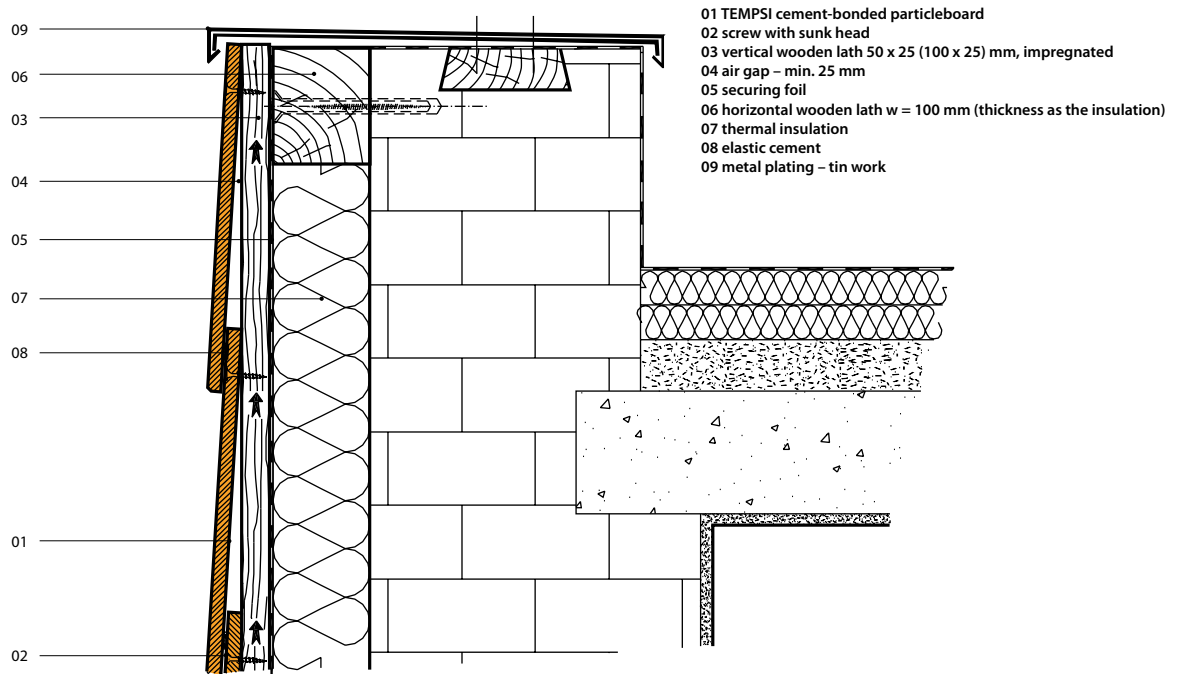 01 TEMPSI cement-bonded particleboard
02 screw with sunk head
03 vertical wooden lath 50 x 25 (100 x 25) mm, impregnated
04 air gap – min. 25 mm
05 securing foil
06 horizontal wooden lath w = 100 mm (thickness as the insulation)
07 thermal insulation
08 elastic cement
09 metal plating – tin work
09
06
03
04
05
07
08
01
02